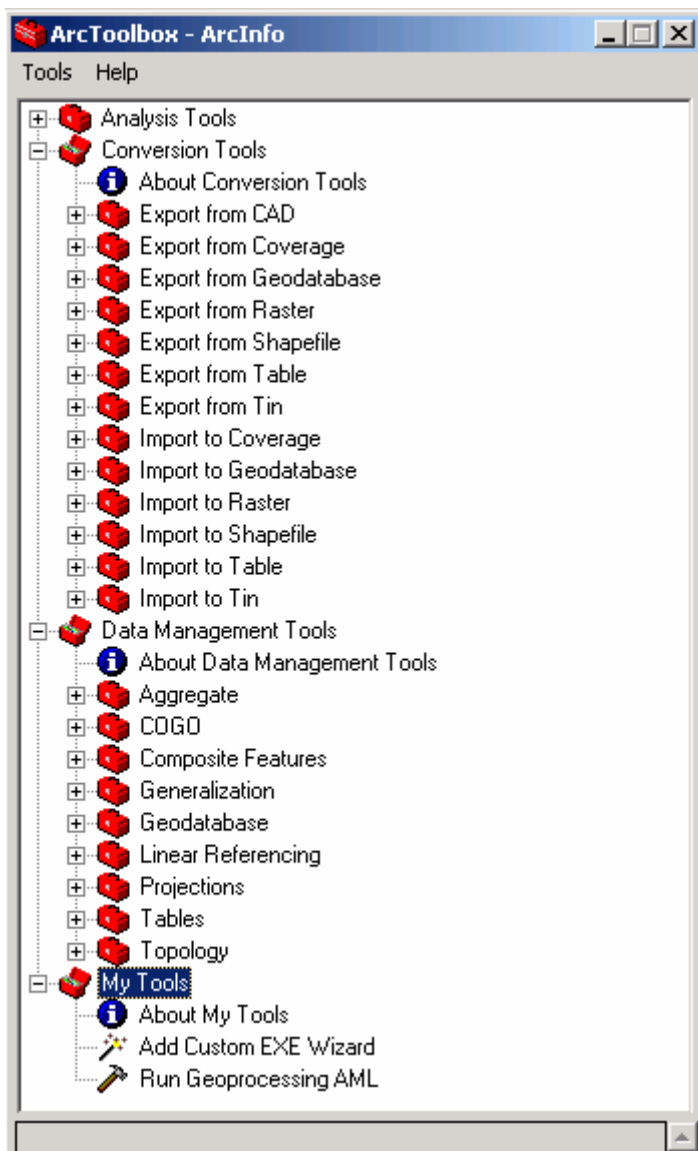 ArcToolbox - ArcInfo
Tools Help
Analysis Tools
Conversion Tools
About Conversion Tools
Export from CAD
Export from Coverage
Export from Geodatabase
Export from Raster
Export from Shapefile
Export from Table
Export from Tin
Import to Coverage
Import to Geodatabase
Import to Raster
Import to Shapefile
Import to Table
Import to Tin
Data Management Tools
About Data Management Tools
Aggregate
COGO
Composite Features
Generalization
Geodatabase
Linear Referencing
Projections
Tables
Topology
My Tools
About My Tools
Add Custom EXE Wizard
Run Geoprocessing AML